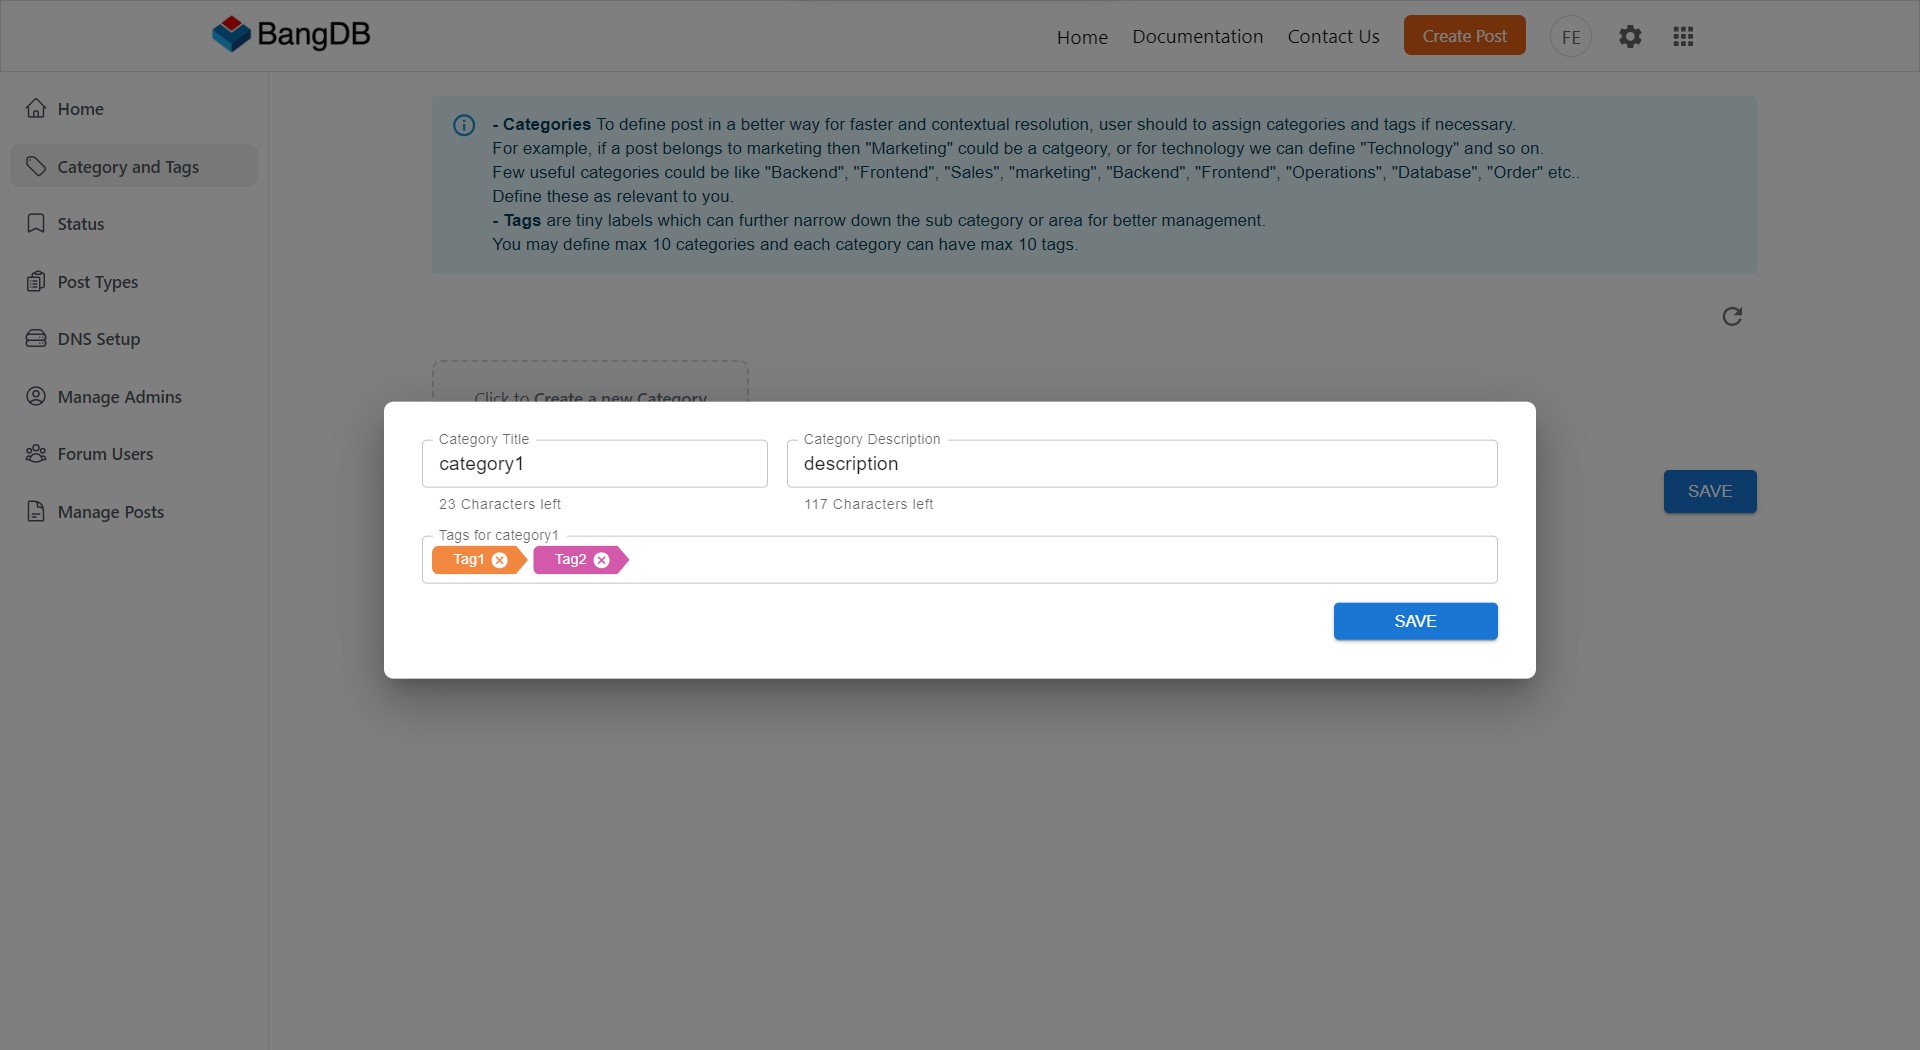 BangDB
Home
Documentation
Contact Us
Create Post
FE
Home
Category and Tags
Status
Post Types
DNS Setup
Manage Admins
Forum Users
Manage Posts
- Categories To define post in a better way for faster and contextual resolution, user should to assign categories and tags if necessary.
For example, if a post belongs to marketing then "Marketing" could be a catgeory, or for technology we can define "Technology" and so on.
Few useful categories could be like "Backend", "Frontend", "Sales", "marketing", "Backend", "Frontend", "Operations", "Database", "Order" etc..
Define these as relevant to you.
- Tags are tiny labels which can further narrow down the sub category or area for better management.
You may define max 10 categories and each category can have max 10 tags.
Click to Create a new Category
SAVE
Category Title
category1
23 Characters left
Category Description
description
117 Characters left
Tags for category1
Tag1
Tag2
SAVE